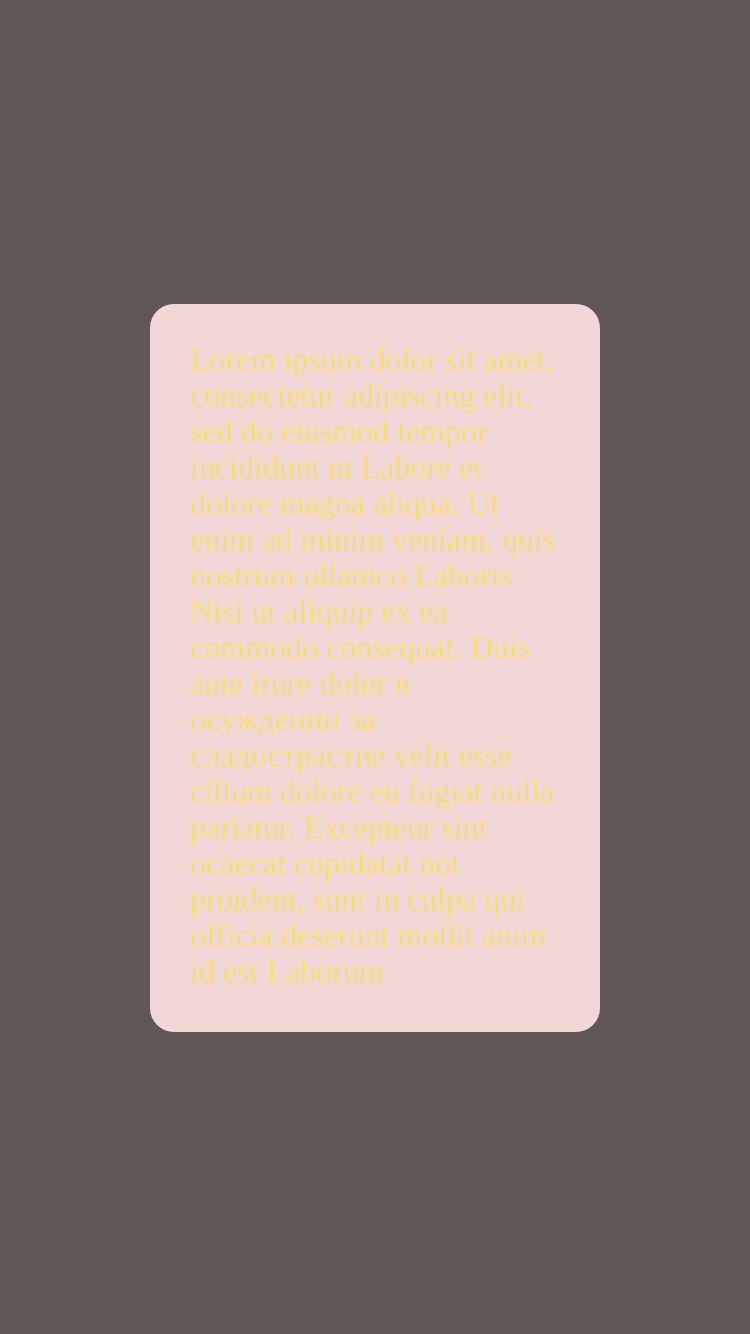 Lorem ipsum dolor sit amet,
consectetur adipiscing elit,
sed do eiusmod tempor
incididunt ut Labore et
dolore magna aliqua. Ut
enim ad minim veniam, quis
nostrum ullamco Laboris
Nisi ut aliquip ex ea
commodo consequat. Duis
aute irure dolor в
осуждении за
сладострастие velit esse
cillum dolore eu fugiat nulla
pariatur. Excepteur sint
ocaecat cupidatat not
proident, sunt in culpa qui
officia deserunt mollit anim
id est Laborum